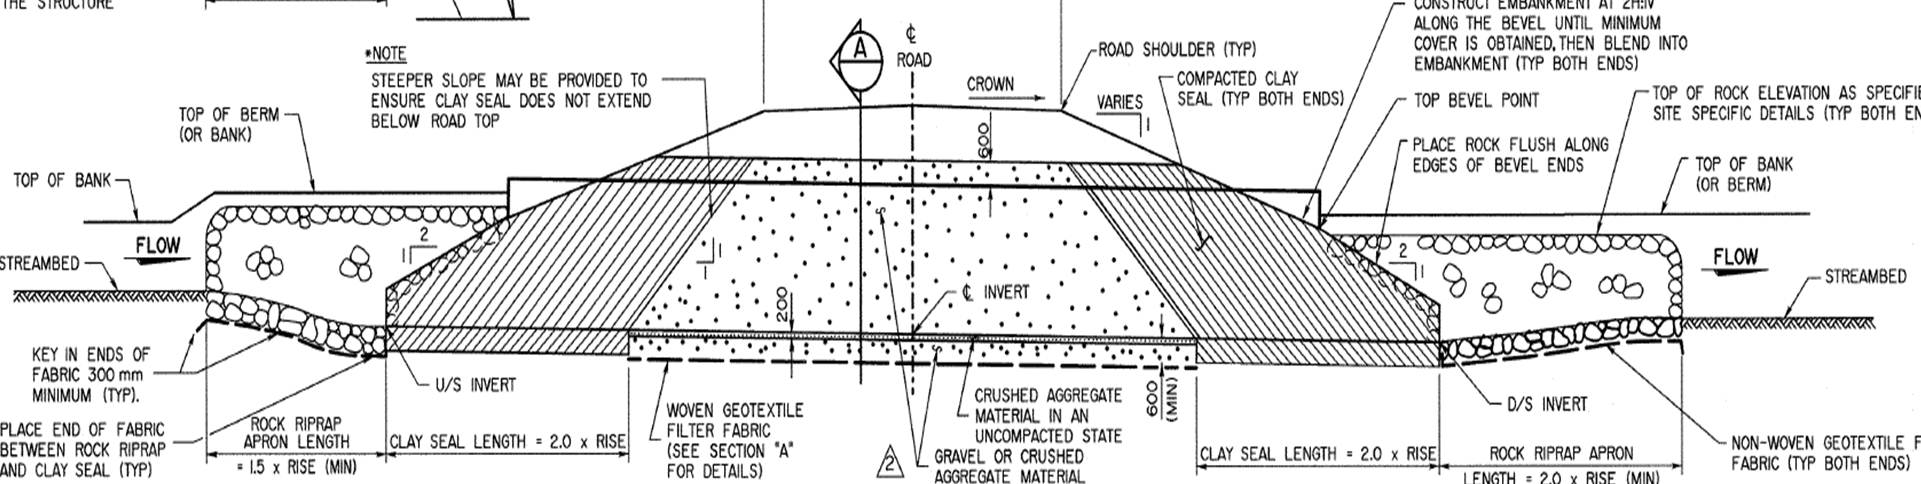 THE STRUCTURE
*NOTE
STEEPER SLOPE MAY BE PROVIDED TO
ENSURE CLAY SEAL DOES NOT EXTEND
BELOW ROAD TOP
A
℄
ROAD
CROWN
ROAD SHOULDER (TYP)
VARIES
1
COMPACTED CLAY
SEAL (TYP BOTH ENDS)
CONSTRUCT EMBANKMENT AT 2H:1V
ALONG THE BEVEL UNTIL MINIMUM
COVER IS OBTAINED, THEN BLEND INTO
EMBANKMENT (TYP BOTH ENDS)
TOP BEVEL POINT
PLACE ROCK FLUSH ALONG
EDGES OF BEVEL ENDS
TOP OF ROCK ELEVATION AS
SITE SPECIFIC DETAILS (TYP BOTH
TOP OF BANK
(OR BERM)
TOP OF BERM
(OR BANK)
TOP OF BANK
FLOW
STREAMBED
2
1
1
1
600
200
℄ INVERT
2
1
FLOW
STREAMBED
KEY IN ENDS OF
FABRIC 300 mm
MINIMUM (TYP).
PLACE END OF FABRIC
BETWEEN ROCK RIPRAP
AND CLAY SEAL (TYP)
U/S INVERT
ROCK RIPRAP
APRON LENGTH
= 1.5 x RISE (MIN)
CLAY SEAL LENGTH = 2.0 x RISE
WOVEN GEOTEXTILE
FILTER FABRIC
(SEE SECTION "A"
FOR DETAILS)
2
GRAVEL OR CRUSHED
AGGREGATE MATERIAL
CRUSHED AGGREGATE
MATERIAL IN AN
UNCOMPACTED STATE
600
(MIN)
CLAY SEAL LENGTH = 2.0 x RISE
D/S INVERT
ROCK RIPRAP APRON
LENGTH = 2.0 x RISE (MIN)
NON-WOVEN GEOTEXTILE
FABRIC (TYP BOTH ENDS)